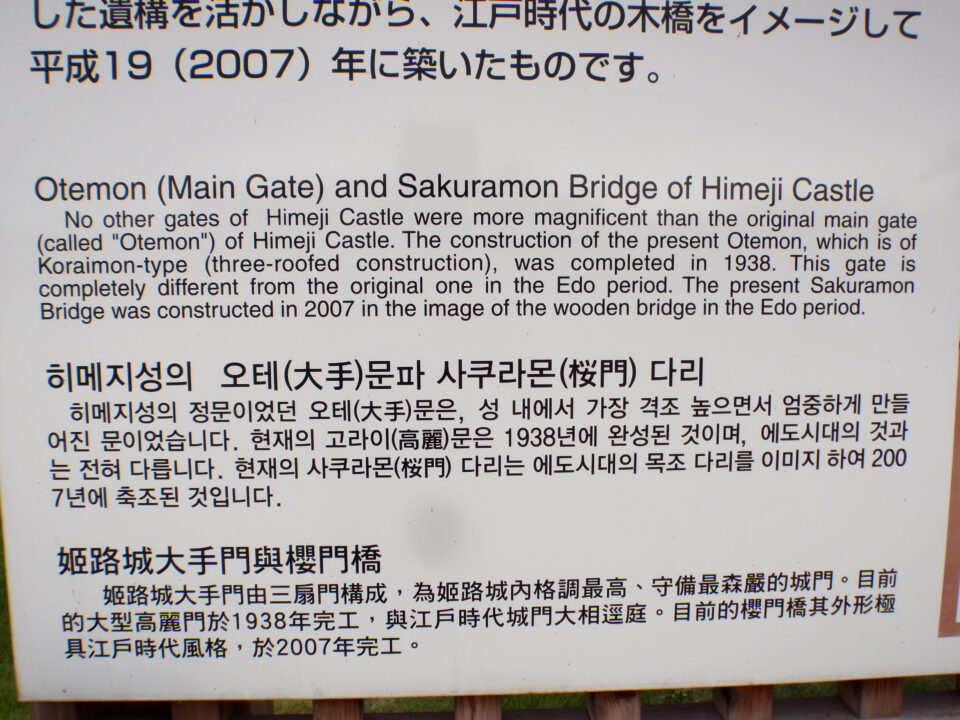 した遺構を活かしながら、江戸時代の木橋をイメージして
平成19（2007）年に築いたものです。
Otemon (Main Gate) and Sakuramon Bridge of Himeji Castle
No other gates of Himeji Castle were more magnificent than the original main gate
(called "Otemon") of Himeji Castle. The construction of the present Otemon, which is of
Koraimon-type (three-roofed construction), was completed in 1938. This gate is
completely different from the original one in the Edo period. The present Sakuramon
Bridge was constructed in 2007 in the image of the wooden bridge in the Edo period.
히메지성의 오테(大手)문파 사쿠라몬(桜門) 다리
히메지성의 정문이었던 오테(大手)문은, 성 내에서 가장 격조 높으면서 엄중하게 만들
어진 문이었습니다. 현재의 고라이(高麗)문은 1938년에 완성된 것이며, 에도시대의 것과
는 전혀 다릅니다. 현재의 사쿠라몬(桜門) 다리는 에도시대의 목조 다리를 이미지 하여 200
7년에 축조된 것입니다.
姬路城大手門與櫻門橋
姬路城大手門由三扇門構成，為姬路城內格調最高、守備最森嚴的城門。目前
的大型高麗門於1938年完工，與江戶時代城門大相逕庭。目前的櫻門橋其外形極
具江戶時代風格，於2007年完工。